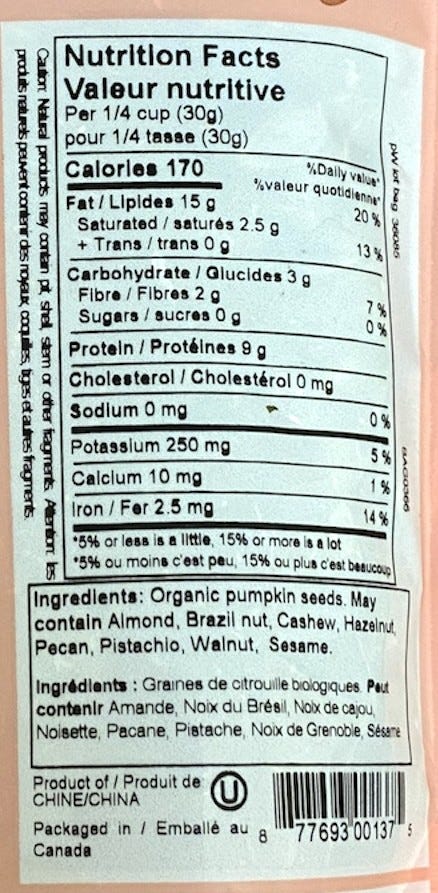 Nutrition Facts
Valeur nutritive
Per 1/4 cup (30g)
pour 1/4 tasse (30g)
Calories 170
%Daily value*
%valeur quotidienne*
Fat / Lipides 15 g 20 %
Saturated / saturés 2.5 g
+ Trans / trans 0 g 13 %
Carbohydrate / Glucides 3 g
Fibre / Fibres 2 g 7 %
Sugars / sucres 0 g 0 %
Protein / Protéines 9 g
Cholesterol / Cholestérol 0 mg
Sodium 0 mg 0 %
Potassium 250 mg 5 %
Calcium 10 mg 1 %
Iron / Fer 2.5 mg 14 %
*5% or less is a little, 15% or more is a lot
*5% ou moins c'est peu, 15% ou plus c'est beaucoup
Caution: Natural products may contain pit, shell, stem or other fragments. Attention: les
produits naturels peuvent contenir des noyaux, coquilles, tiges et autres fragments.
pW lot bag 36085
BAG00366
Ingredients: Organic pumpkin seeds. May
contain Almond, Brazil nut, Cashew, Hazelnut,
Pecan, Pistachio, Walnut, Sesame.
Ingrédients : Graines de citrouille biologiques. Peut
contenir Amande, Noix du Brésil, Noix de cajou,
Noisette, Pacane, Pistache, Noix de Grenoble, Sésame
Product of / Produit de
CHINE/CHINA
U
Packaged in / Emballé au
Canada
8 77693 00137 5